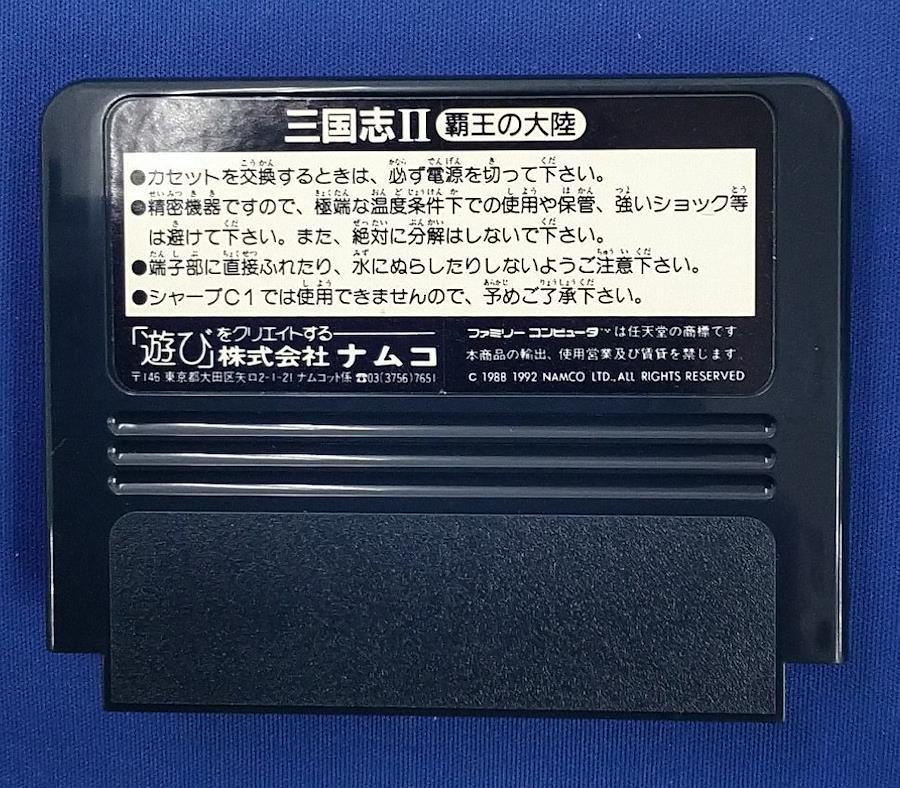 三国志II 覇王の大陸
●カセットを交換するときは、必ず電源を切って下さい。
●精密機器ですので、極端な温度条件下での使用や保管、強いショック等
は避けて下さい。また、絶対に分解はしないで下さい。
●端子部に直接ふれたり、水にぬらしたりしないようご注意下さい。
●シャープC1では使用できませんので、予めご了承下さい。
「遊び」をクリエイトする
株式会社ナムコ
〒146 東京都大田区矢口2-1-21 ナムコット係 ☎03(3756)7651
ファミリーコンピュータ™は任天堂の商標です
本商品の輸出、使用営業及び賃貸を禁じます。
© 1988 1992 NAMCO LTD.,ALL RIGHTS RESERVED